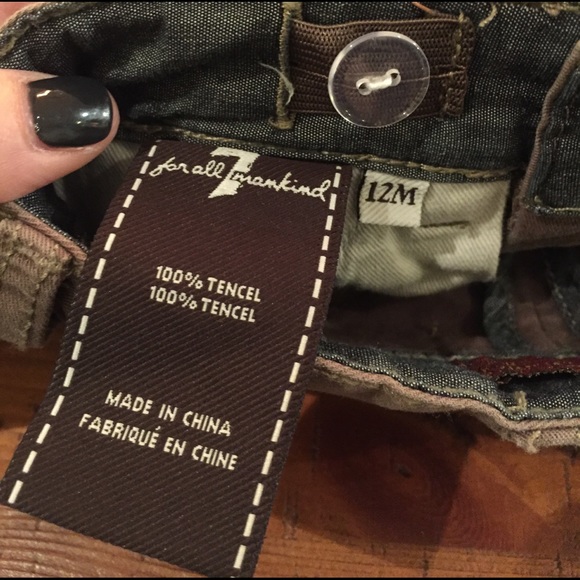 for all 7 mankind
12M
100% TENCEL
100% TENCEL
MADE IN CHINA
FABRIQUÉ EN CHINE